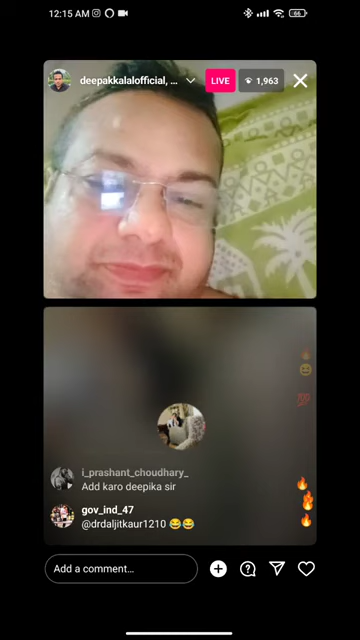 12:15 AM
66
deepakkalalofficial, ...
LIVE
1,963
i_prashant_choudhary_
Add karo deepika sir
gov_ind_47
@drdaljitkaur1210 😂😂
Add a comment...